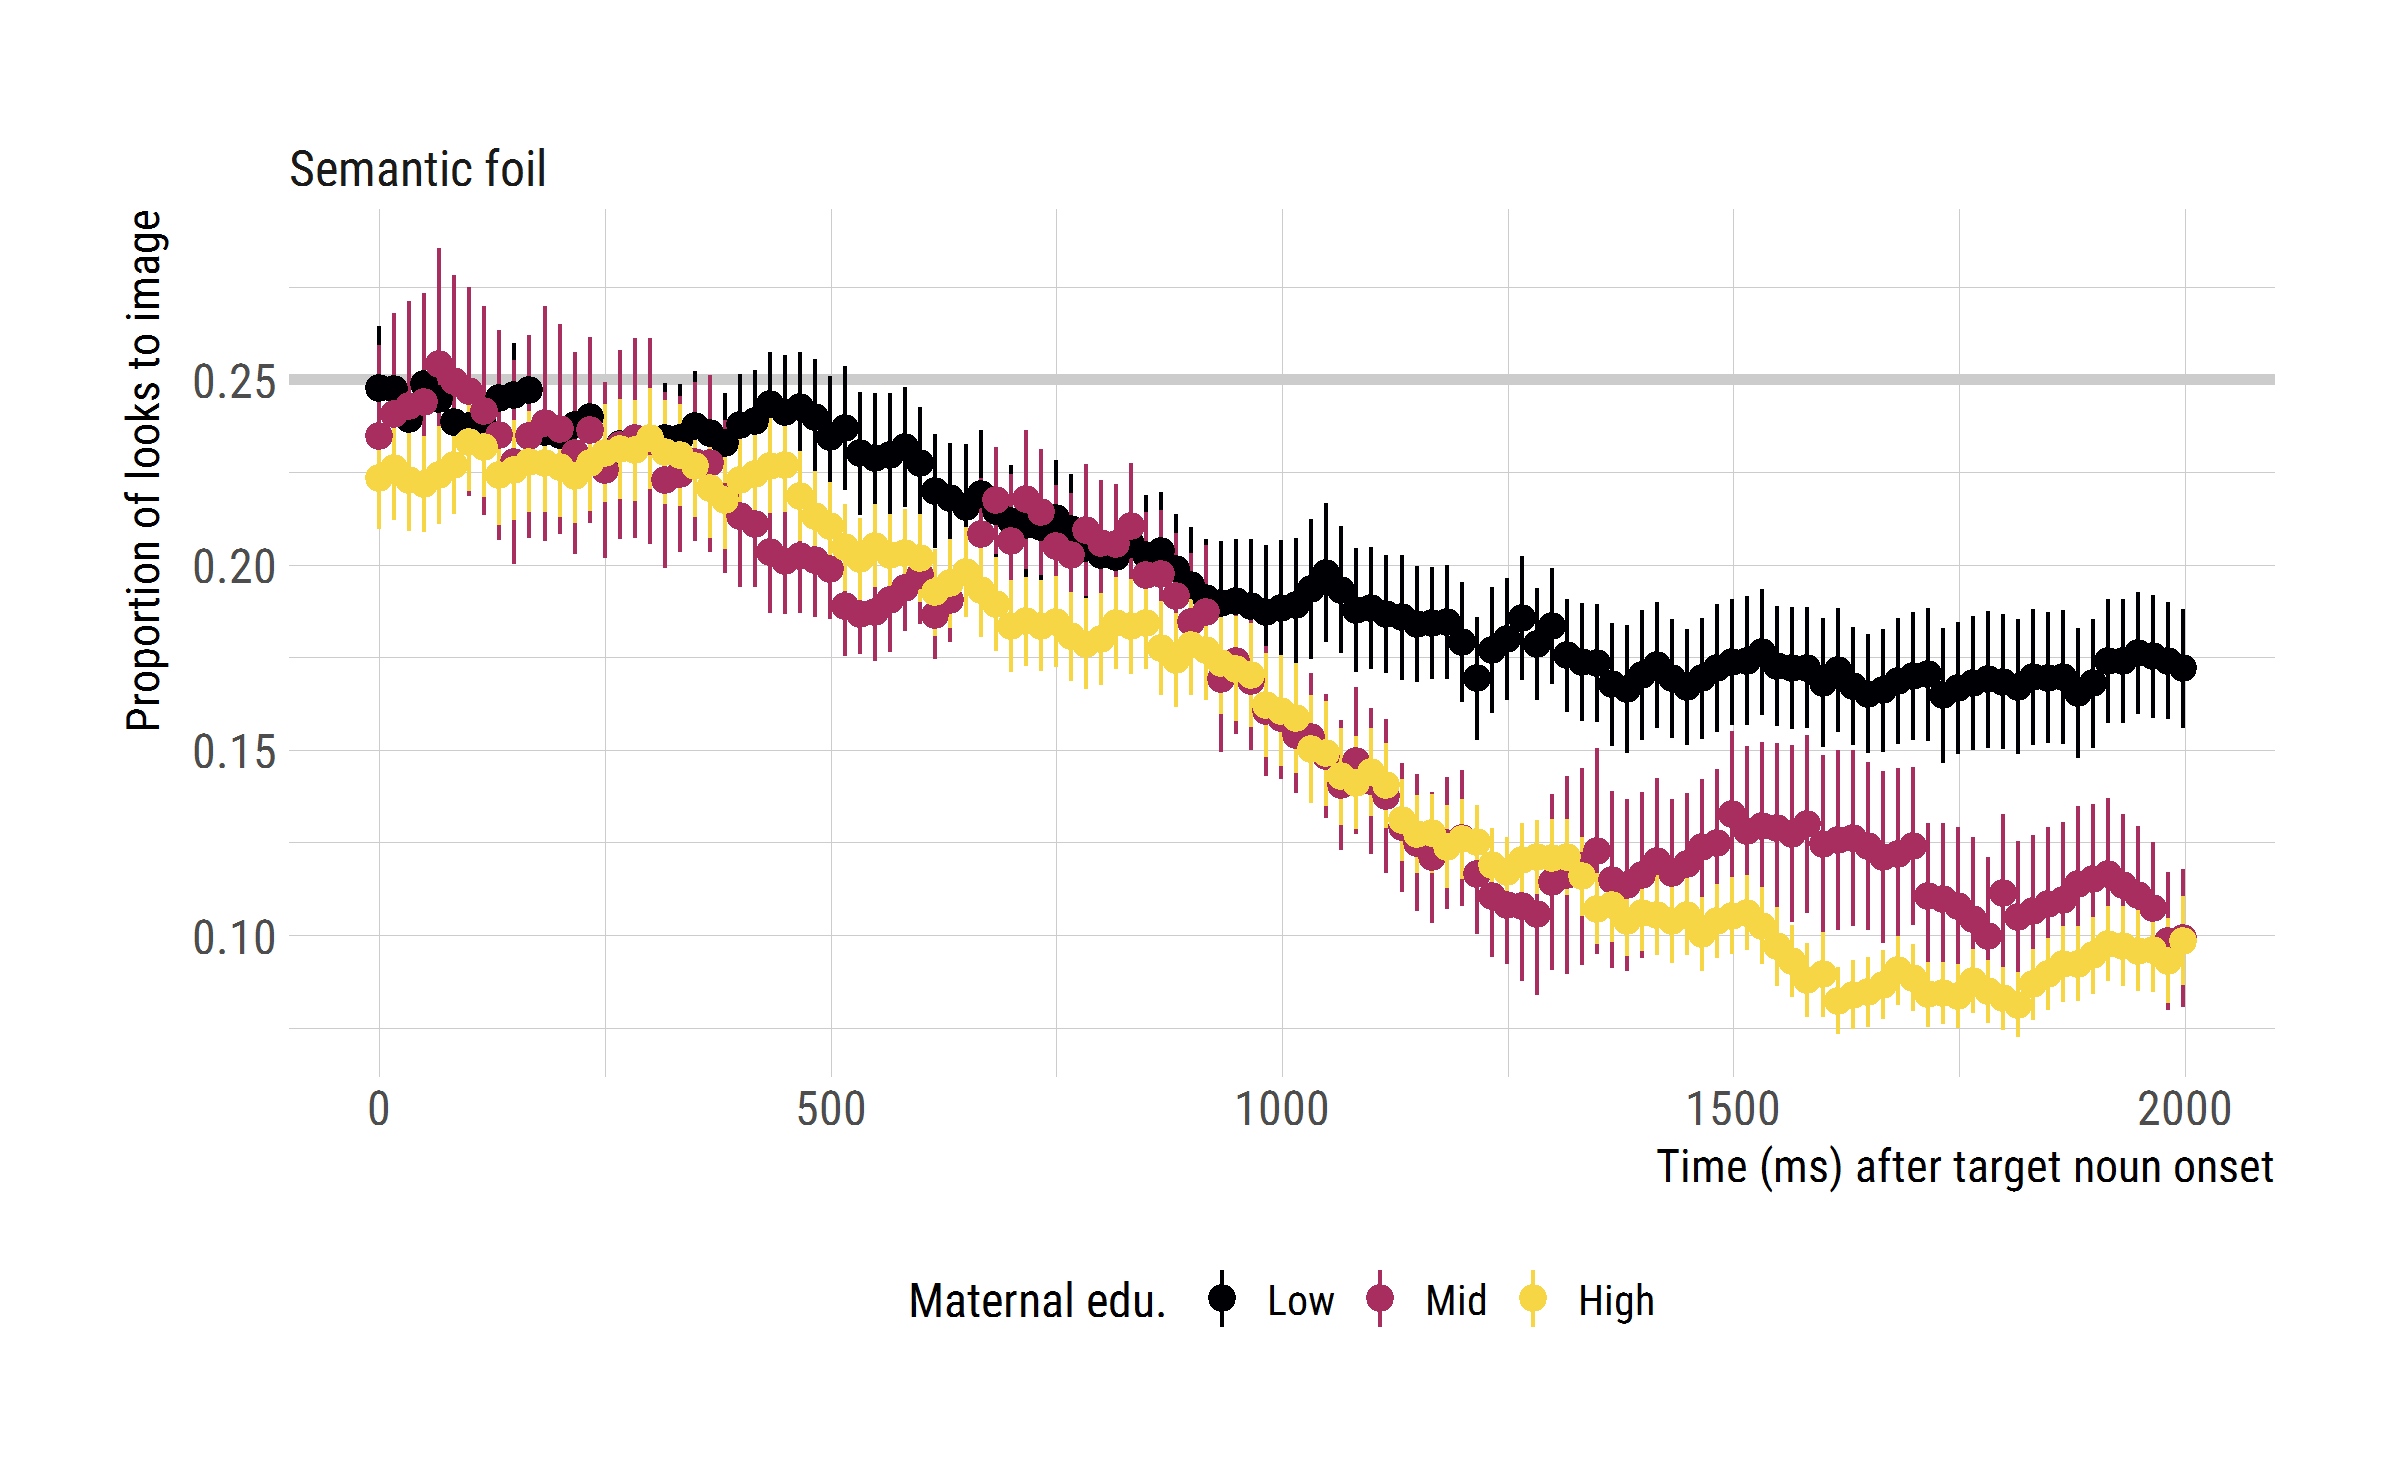 Semantic foil
Proportion of looks to image
0.25
0.20
0.15
0.10
0 500 1000 1500 2000
Time (ms) after target noun onset
Maternal edu. Low Mid High